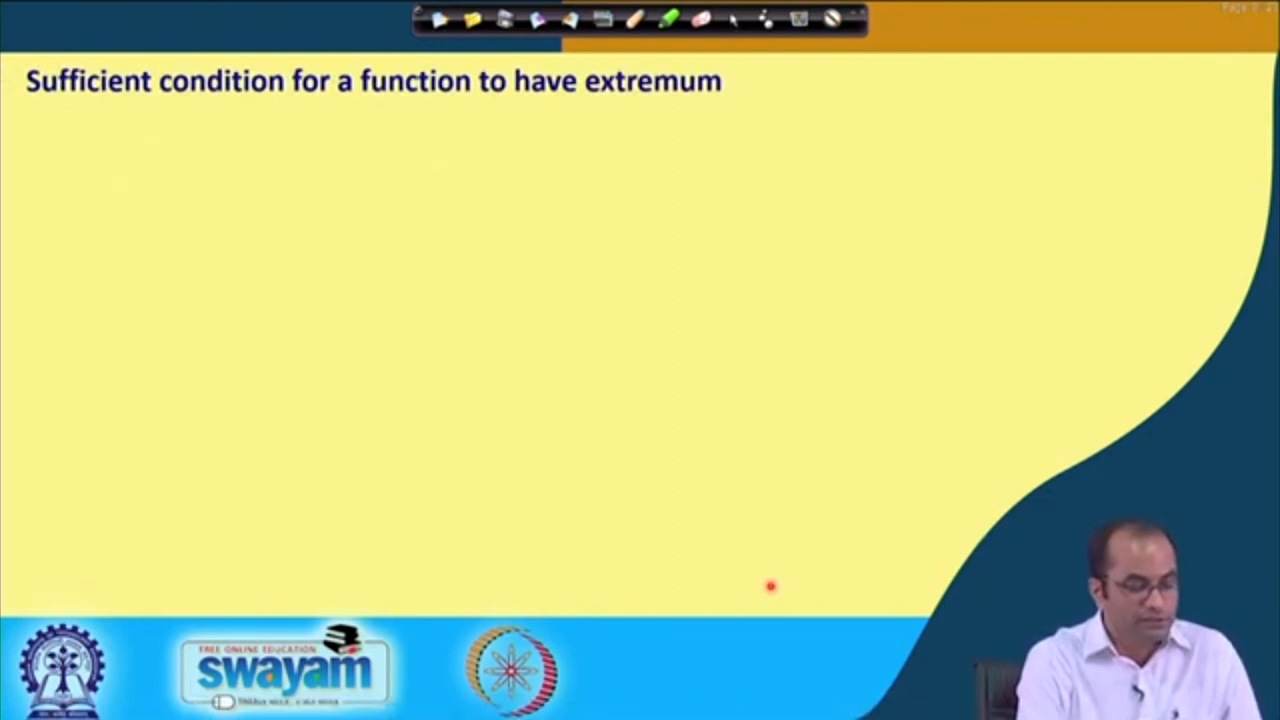 Sufficient condition for a function to have extremum
FREE ONLINE EDUCATION
swayam